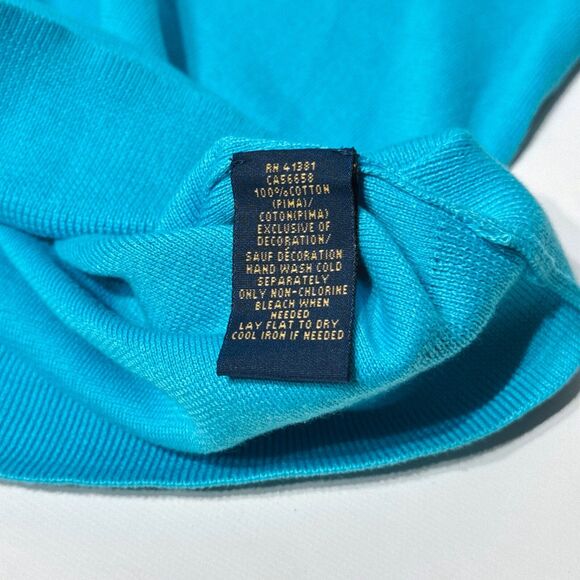 RN 41381
CA56658
100%COTTON
(PIMA)/
COTON(PIMA)
EXCLUSIVE OF
DECORATION/
SAUF DÉCORATION
HAND WASH COLD
SEPARATELY
ONLY NON-CHLORINE
BLEACH WHEN
NEEDED
LAY FLAT TO DRY
COOL IRON IF NEEDED